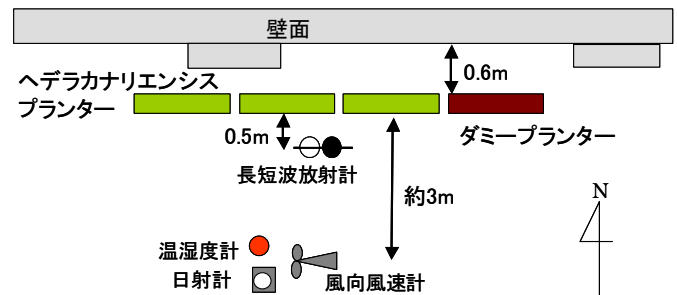 壁面
ヘデラカナリエンシス
プランター
0.6m
0.5m
ダミープランター
長短波放射計
約3m
N
温湿度計
日射計
風向風速計